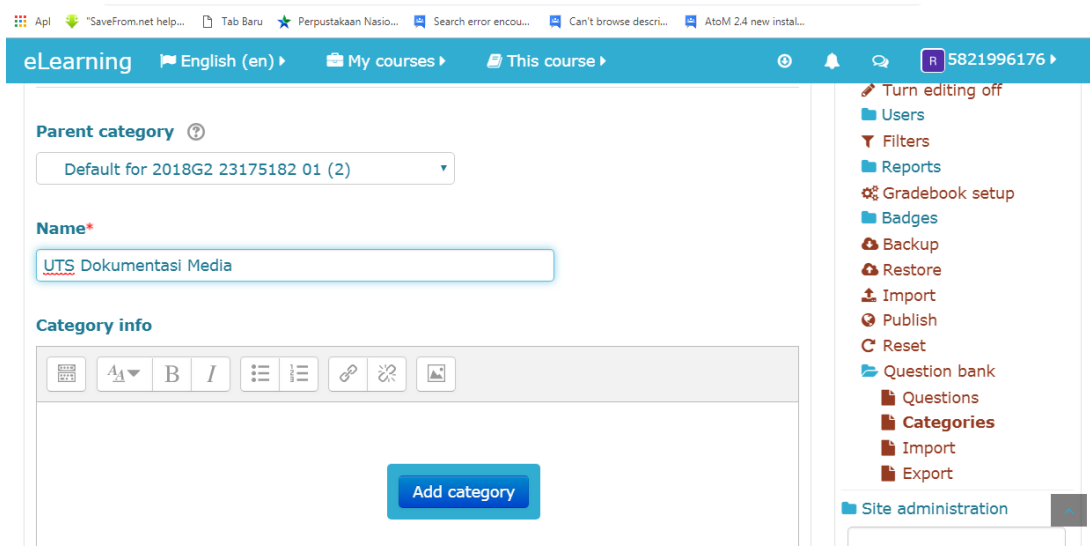 Apl "SaveFrom.net help... Tab Baru Perpustakaan Nasio... Search error encou... Can't browse descri... AtoM 2.4 new instal...
eLearning English (en) My courses This course R 5821996176
Parent category ?
Default for 2018G2 23175182 01 (2)
Name*
UTS Dokumentasi Media
Category info
B I
Add category
Turn editing off
Users
Filters
Reports
Gradebook setup
Badges
Backup
Restore
Import
Publish
Reset
Question bank
Questions
Categories
Import
Export
Site administration